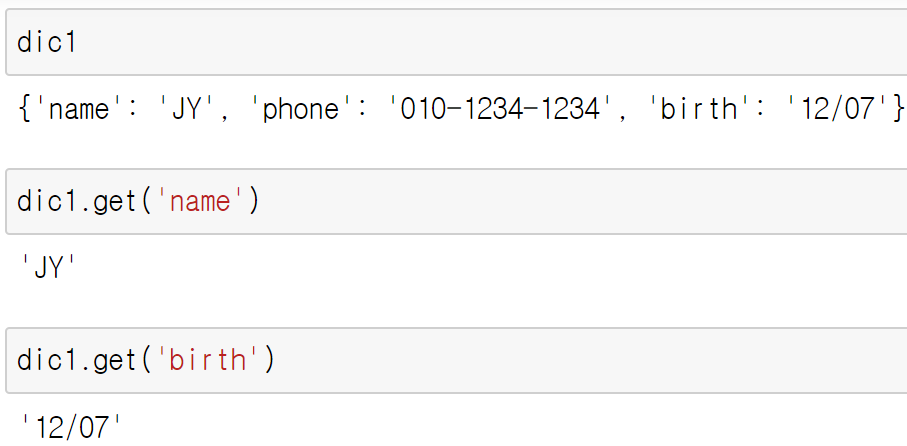 dic1
{'name': 'JY', 'phone': '010-1234-1234', 'birth': '12/07'}
dic1.get('name')
'JY'
dic1.get('birth')
'12/07'